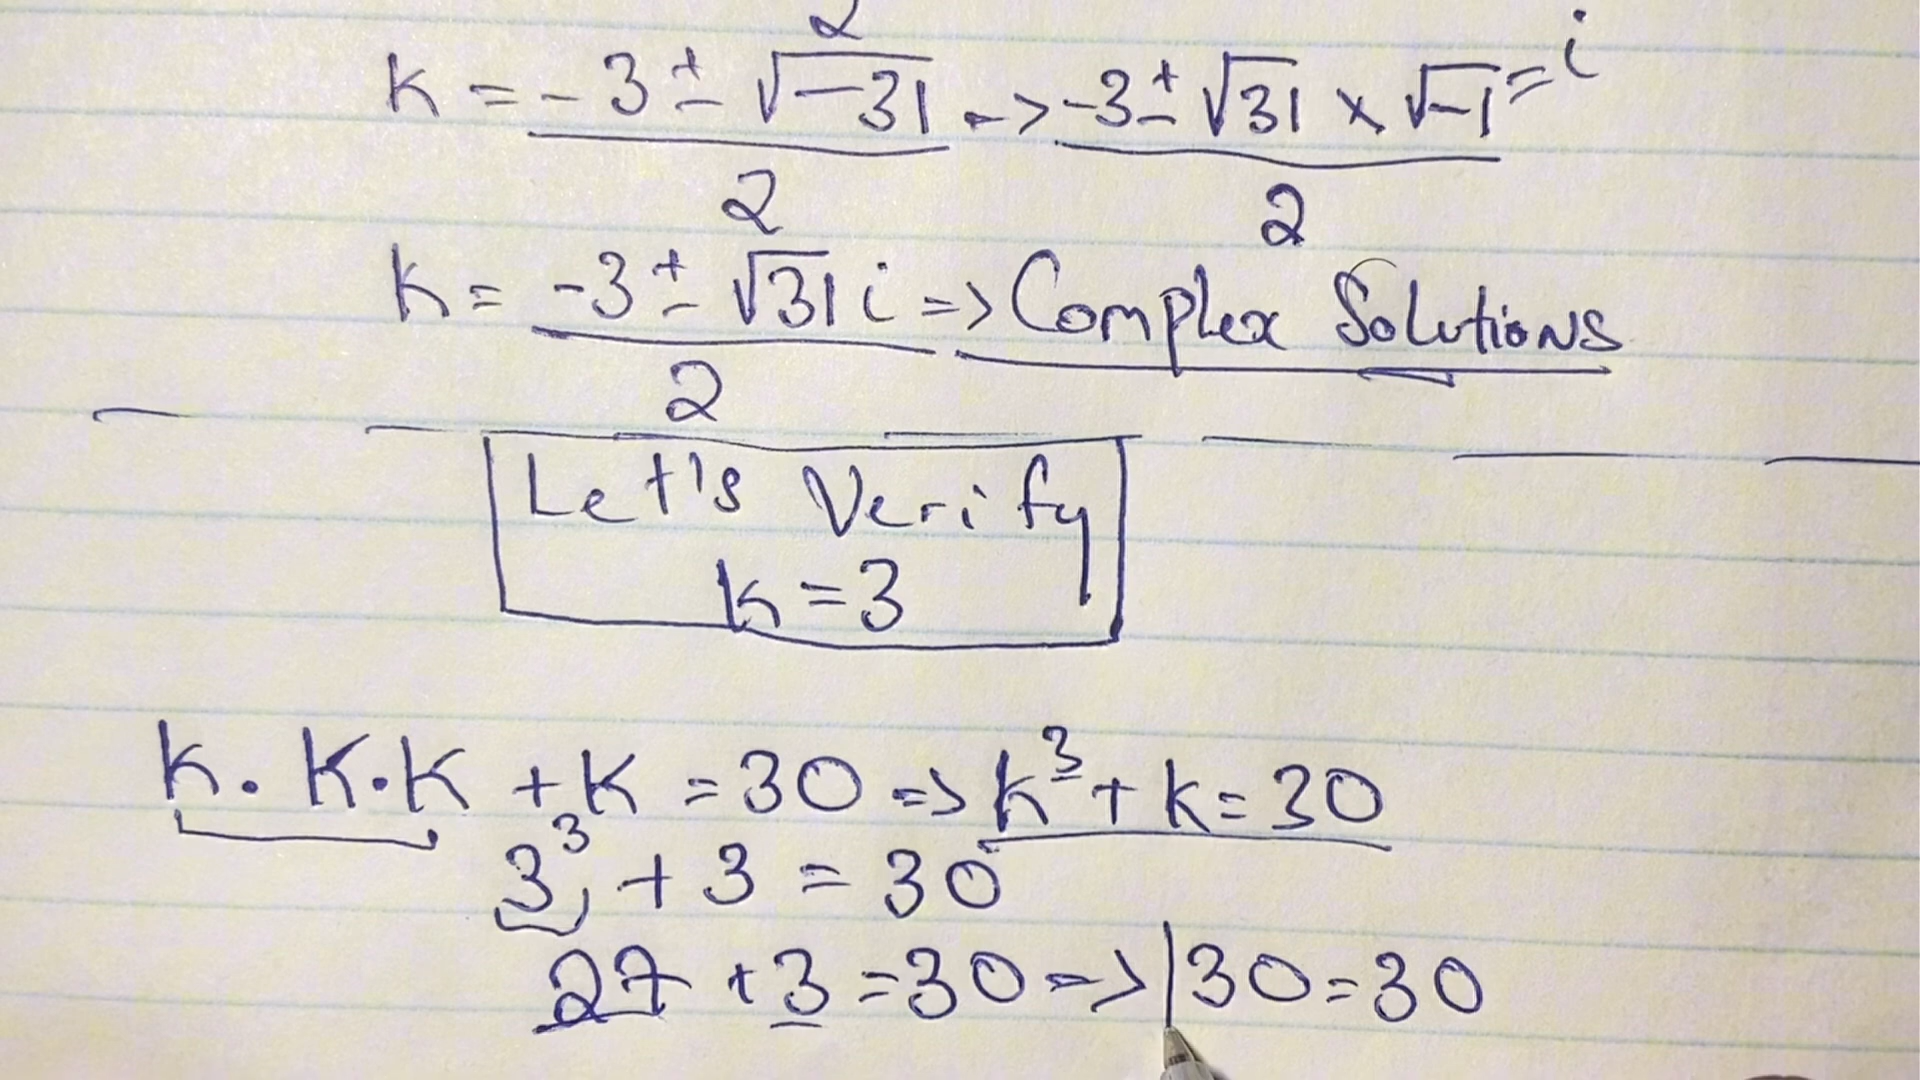 2
K = -3 ± √-31 -> -3 ± √31 × √-1 = i
2 2
K = -3 ± √31 i => Complex Solutions
2
Let's Verify
k = 3
K . K . K + K = 30 => k³ + k = 30
3³ + 3 = 30
27 + 3 = 30 => | 30 = 30